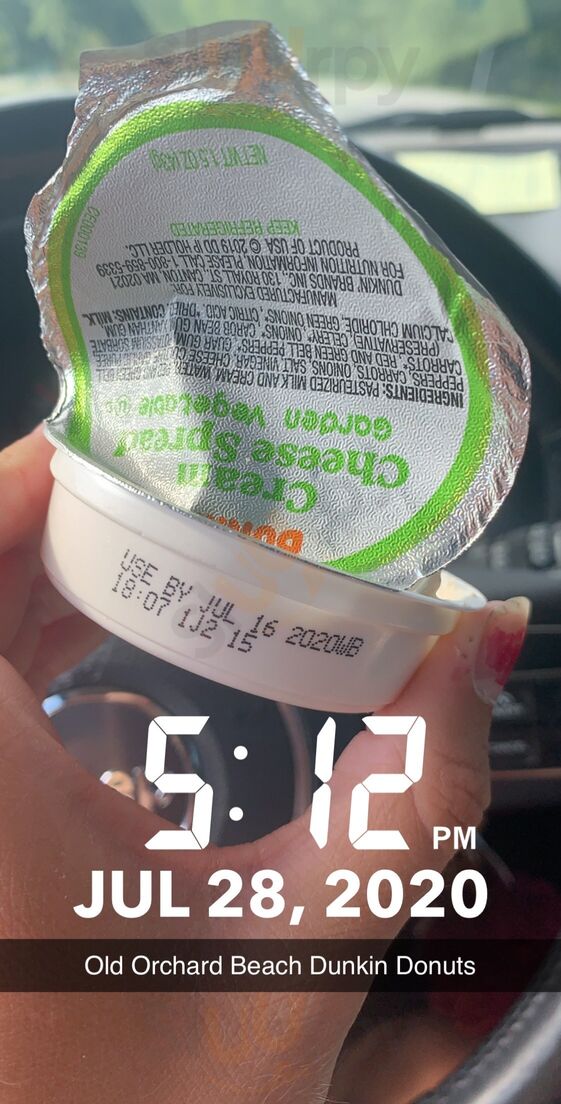 DUNKIN'
Cream
Cheese Spread
Garden Vegetable
INGREDIENTS: PASTEURIZED MILK AND CREAM, WATER,
PEPPERS, CARROTS, ONIONS, SALT, VINEGAR, CHEESE CULTURE
CARROTS*, RED* AND GREEN BELL PEPPERS*, GUAR GUM,
(PRESERVATIVE), CELERY*, ONIONS*, CAROB BEAN GUM, XANTHAN GUM,
CALCIUM CHLORIDE, GREEN ONIONS*, CITRIC ACID, *DRIED. CONTAINS MILK.
MANUFACTURED EXCLUSIVELY FOR:
DUNKIN' BRANDS INC. 130 ROYALL ST. CANTON MA 02021
FOR NUTRITION INFORMATION, PLEASE CALL 1-800-859-5339
PRODUCT OF USA © 2019 DD IP HOLDER LLC.
KEEP REFRIGERATED
NET WT 1.5 OZ (43g)
USE BY JUL 16 2020WB
18:07 1J2 15
5:12 PM
JUL 28, 2020
Old Orchard Beach Dunkin Donuts